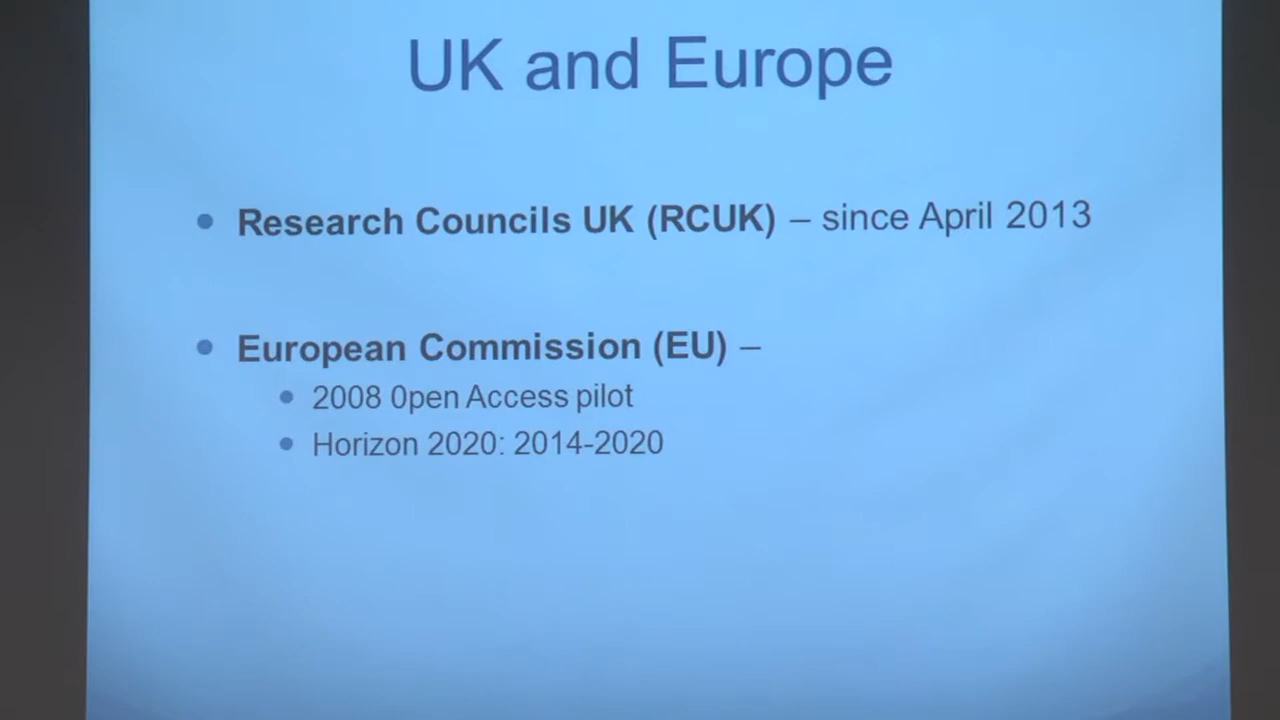 UK and Europe
• Research Councils UK (RCUK) – since April 2013
• European Commission (EU) –
• 2008 0pen Access pilot
• Horizon 2020: 2014-2020